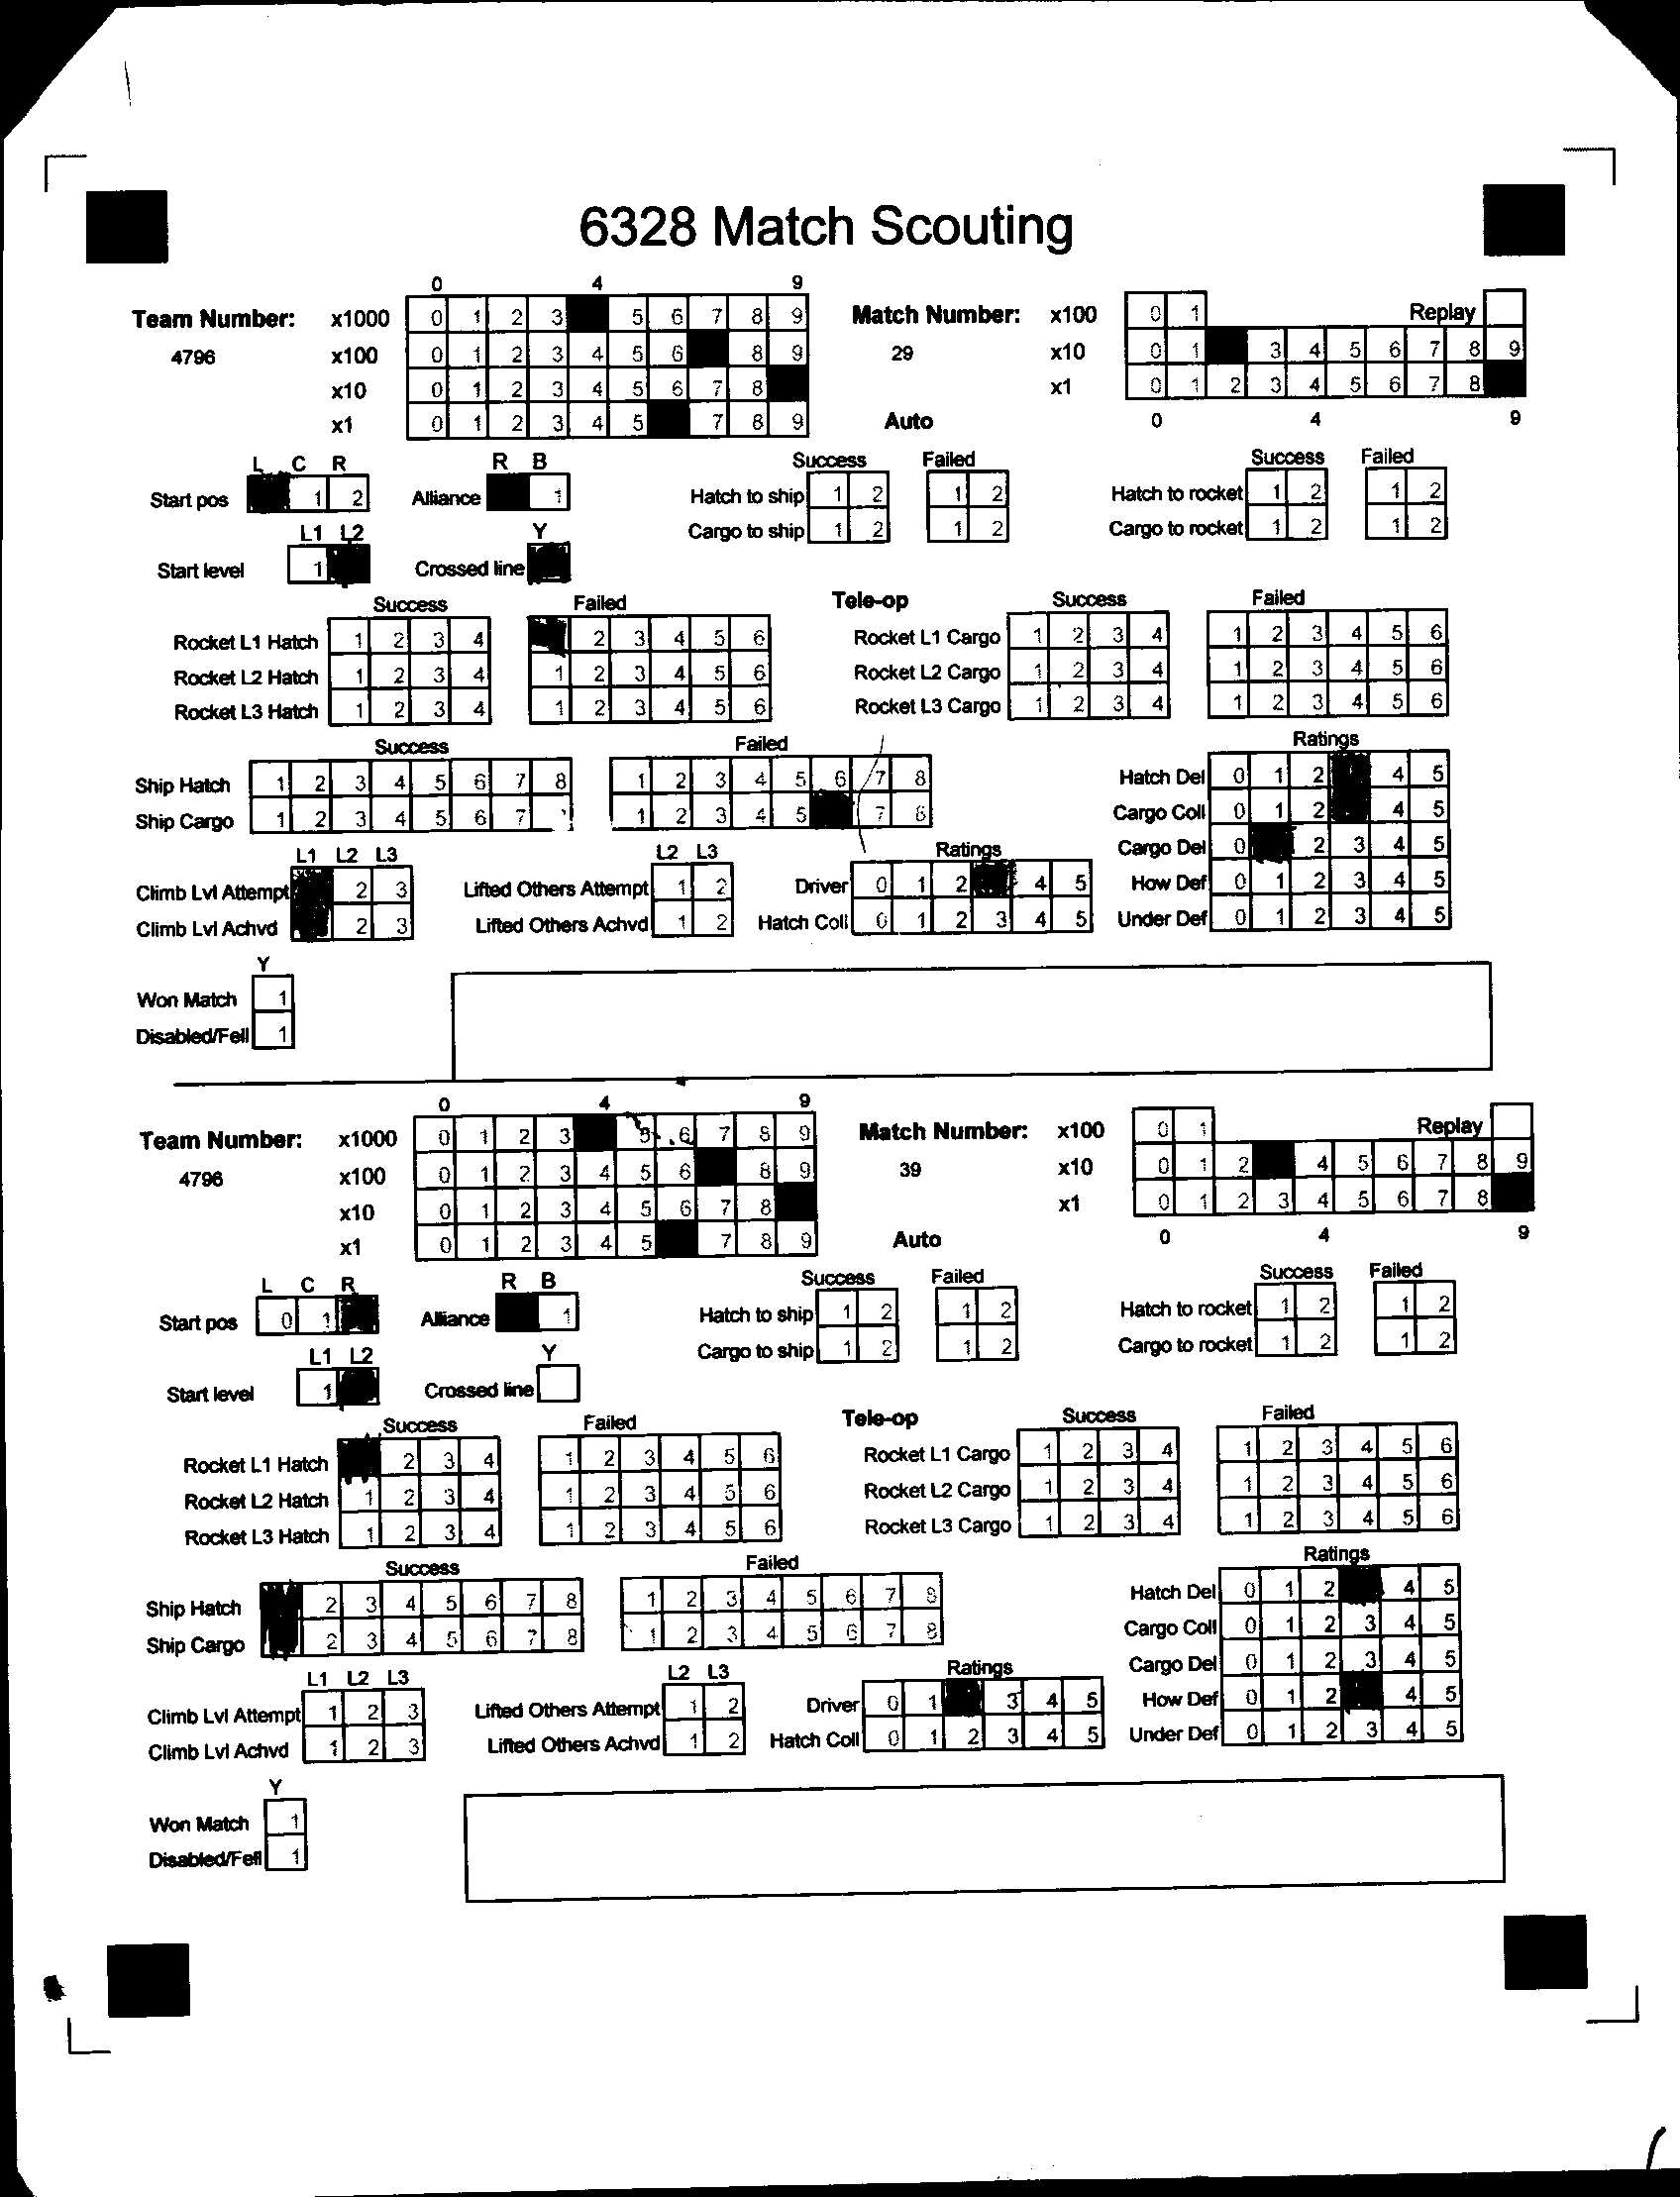 6328 Match Scouting
0 4 9
Team Number: x1000 0 1 2 3 5 6 7 8 9 Match Number: x100 0 1 Replay
4796 x100 0 1 2 3 4 5 6 8 9 29 x10 0 1 3 4 5 6 7 8 9
x10 0 1 2 3 4 5 6 7 8 x1 0 1 2 3 4 5 6 7 8
x1 0 1 2 3 4 5 7 8 9 Auto 0 4 9
L C R R B Success Failed Success Failed
Start pos 1 2 Alliance 1 Hatch to ship 1 2 1 2 Hatch to rocket 1 2 1 2
Cargo to ship 1 2 1 2 Cargo to rocket 1 2 1 2
L1 L2 Y
Start level 1 Crossed line
Success Failed Tele-op Success Failed
Rocket L1 Hatch 1 2 3 4 2 3 4 5 6 Rocket L1 Cargo 1 2 3 4 1 2 3 4 5 6
Rocket L2 Hatch 1 2 3 4 1 2 3 4 5 6 Rocket L2 Cargo 1 2 3 4 1 2 3 4 5 6
Rocket L3 Hatch 1 2 3 4 1 2 3 4 5 6 Rocket L3 Cargo 1 2 3 4 1 2 3 4 5 6
Success Failed Ratings
Ship Hatch 1 2 3 4 5 6 7 8 1 2 3 4 5 6 7 8 Hatch Del 0 1 2 4 5
Ship Cargo 1 2 3 4 5 6 7 1 2 3 4 5 7 8 Cargo Coll 0 1 2 4 5
Cargo Del 0 2 3 4 5
L1 L2 L3 L2 L3 Ratings
Climb Lvl Attempt 2 3 Lifted Others Attempt 1 2 Driver 0 1 2 4 5 How Def 0 1 2 3 4 5
Climb Lvl Achvd 2 3 Lifted Others Achvd 1 2 Hatch Coll 0 1 2 3 4 5 Under Def 0 1 2 3 4 5
Y
Won Match 1
Disabled/Fell 1
0 4 9
Team Number: x1000 0 1 2 3 5 6 7 8 9 Match Number: x100 0 1 Replay
4796 x100 0 1 2 3 4 5 6 8 9 39 x10 0 1 2 4 5 6 7 8 9
x10 0 1 2 3 4 5 6 7 8 x1 0 1 2 3 4 5 6 7 8
x1 0 1 2 3 4 5 7 8 9 Auto 0 4 9
L C R R B Success Failed Success Failed
Start pos 0 1 Alliance 1 Hatch to ship 1 2 1 2 Hatch to rocket 1 2 1 2
Cargo to ship 1 2 1 2 Cargo to rocket 1 2 1 2
L1 L2 Y
Start level 1 Crossed line
Success Failed Tele-op Success Failed
Rocket L1 Hatch 2 3 4 1 2 3 4 5 6 Rocket L1 Cargo 1 2 3 4 1 2 3 4 5 6
Rocket L2 Hatch 1 2 3 4 1 2 3 4 5 6 Rocket L2 Cargo 1 2 3 4 1 2 3 4 5 6
Rocket L3 Hatch 1 2 3 4 1 2 3 4 5 6 Rocket L3 Cargo 1 2 3 4 1 2 3 4 5 6
Success Failed Ratings
Ship Hatch 2 3 4 5 6 7 8 1 2 3 4 5 6 7 8 Hatch Del 0 1 2 4 5
Ship Cargo 2 3 4 5 6 7 8 1 2 3 4 5 6 7 8 Cargo Coll 0 1 2 3 4 5
Cargo Del 0 1 2 3 4 5
L1 L2 L3 L2 L3 Ratings
Climb Lvl Attempt 1 2 3 Lifted Others Attempt 1 2 Driver 0 1 3 4 5 How Def 0 1 2 4 5
Climb Lvl Achvd 1 2 3 Lifted Others Achvd 1 2 Hatch Coll 0 1 2 3 4 5 Under Def 0 1 2 3 4 5
Y
Won Match 1
Disabled/Fell 1